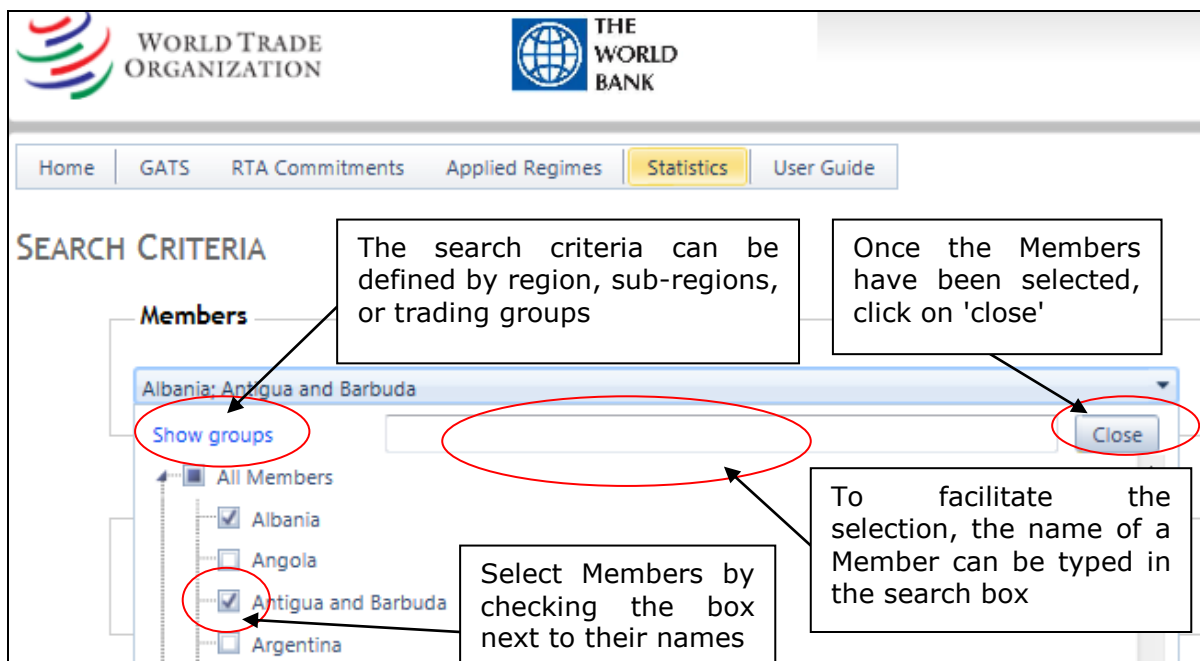 WORLD TRADE
ORGANIZATION
THE
WORLD
BANK
Home GATS RTA Commitments Applied Regimes Statistics User Guide
SEARCH CRITERIA
The search criteria can be
defined by region, sub-regions,
or trading groups
Once the Members
have been selected,
click on 'close'
Members
Albania; Antigua and Barbuda
Show groups
Close
All Members
Albania
Angola
Antigua and Barbuda
Argentina
To facilitate the
selection, the name of a
Member can be typed in
the search box
Select Members by
checking the box
next to their names